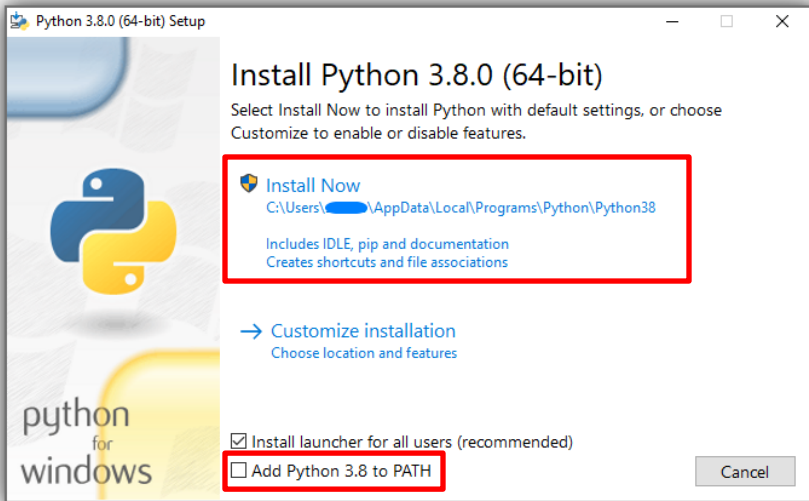 Python 3.8.0 (64-bit) Setup
Install Python 3.8.0 (64-bit)
Select Install Now to install Python with default settings, or choose
Customize to enable or disable features.
Install Now
C:\Users\ \AppData\Local\Programs\Python\Python38
Includes IDLE, pip and documentation
Creates shortcuts and file associations
Customize installation
Choose location and features
python
for
windows
Install launcher for all users (recommended)
Add Python 3.8 to PATH
Cancel